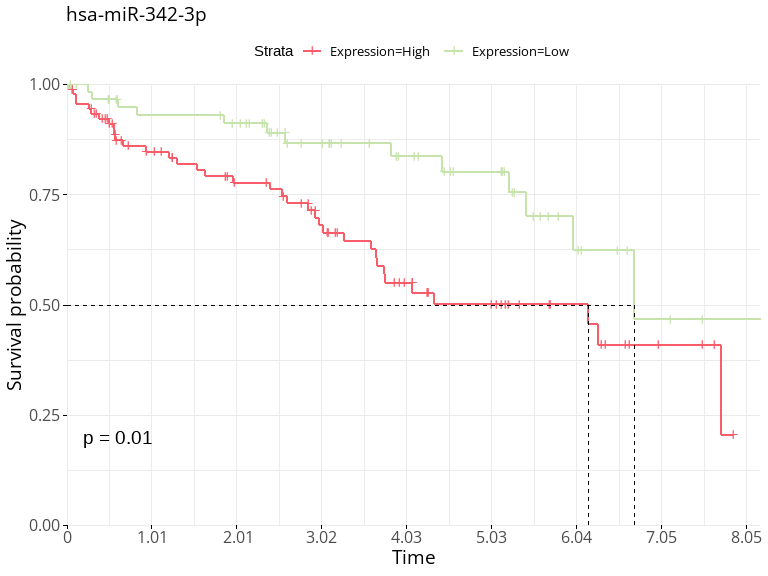 hsa-miR-342-3p
Strata Expression=High Expression=Low
Survival probability
1.00
0.75
0.50
0.25
0.00
p = 0.01
0 1.01 2.01 3.02 4.03 5.03 6.04 7.05 8.05
Time